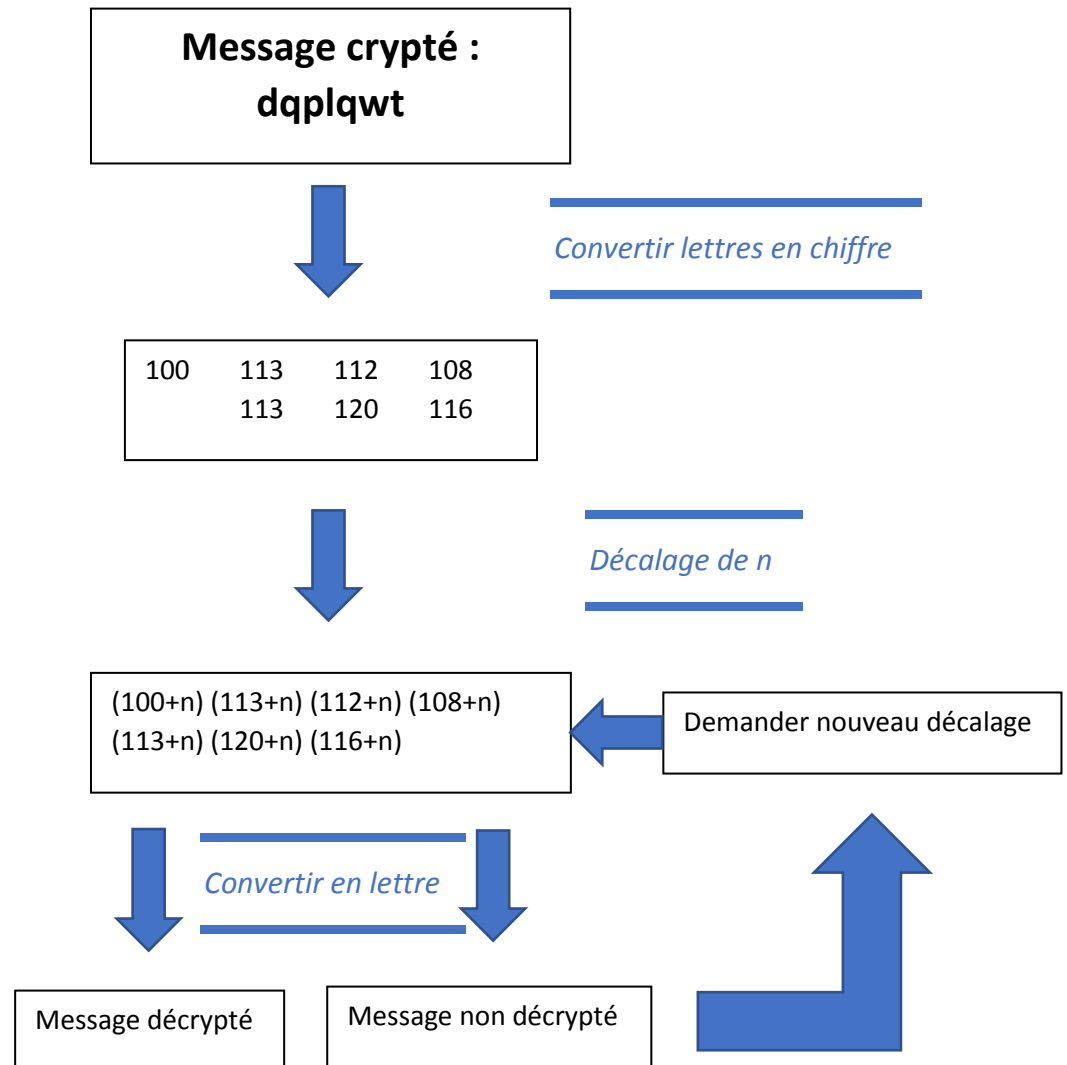 Message crypté :
dqplqwt
Convertir lettres en chiffre
100 113 112 108
113 120 116
Décalage de n
(100+n) (113+n) (112+n) (108+n)
(113+n) (120+n) (116+n)
Demander nouveau décalage
Convertir en lettre
Message décrypté
Message non décrypté